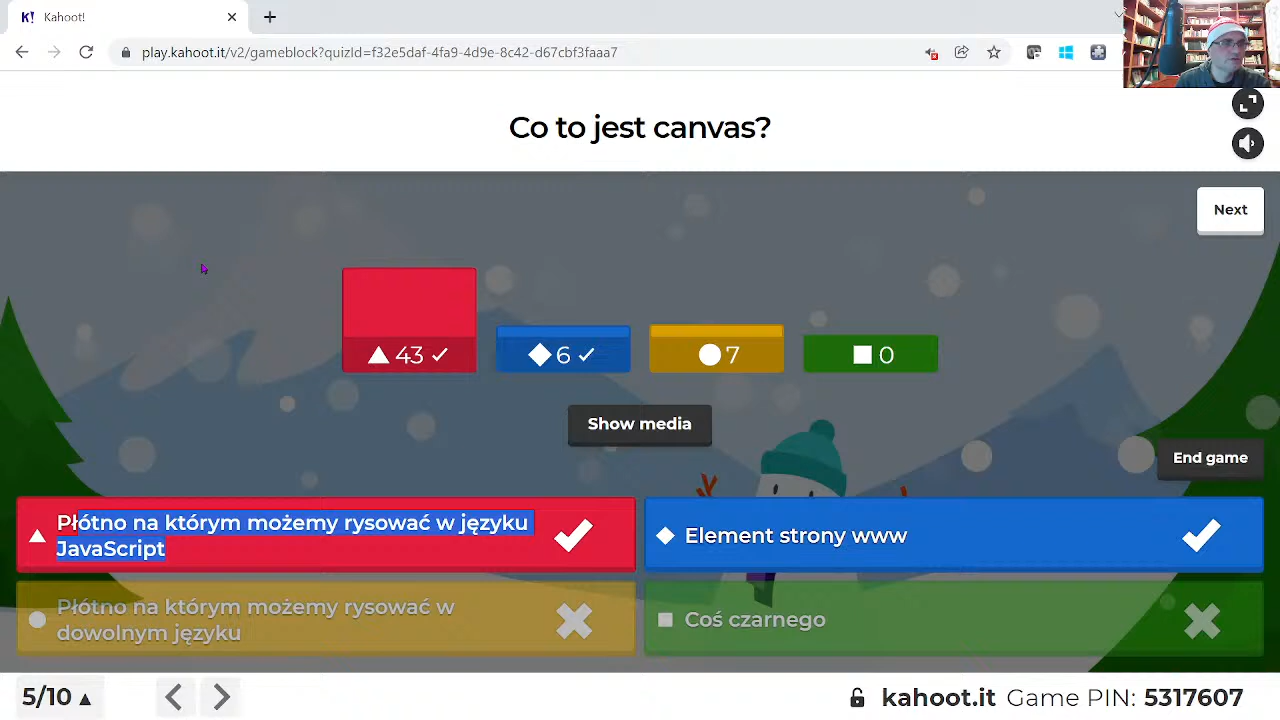 K! Kahoot!
play.kahoot.it/v2/gameblock?quizId=f32e5daf-4fa9-4d9e-8c42-d67cbf3faaa7
Co to jest canvas?
Next
43
6
7
0
Show media
End game
Płótno na którym możemy rysować w języku
JavaScript
Element strony www
Płótno na którym możemy rysować w
dowolnym języku
Coś czarnego
5/10
kahoot.it Game PIN: 5317607